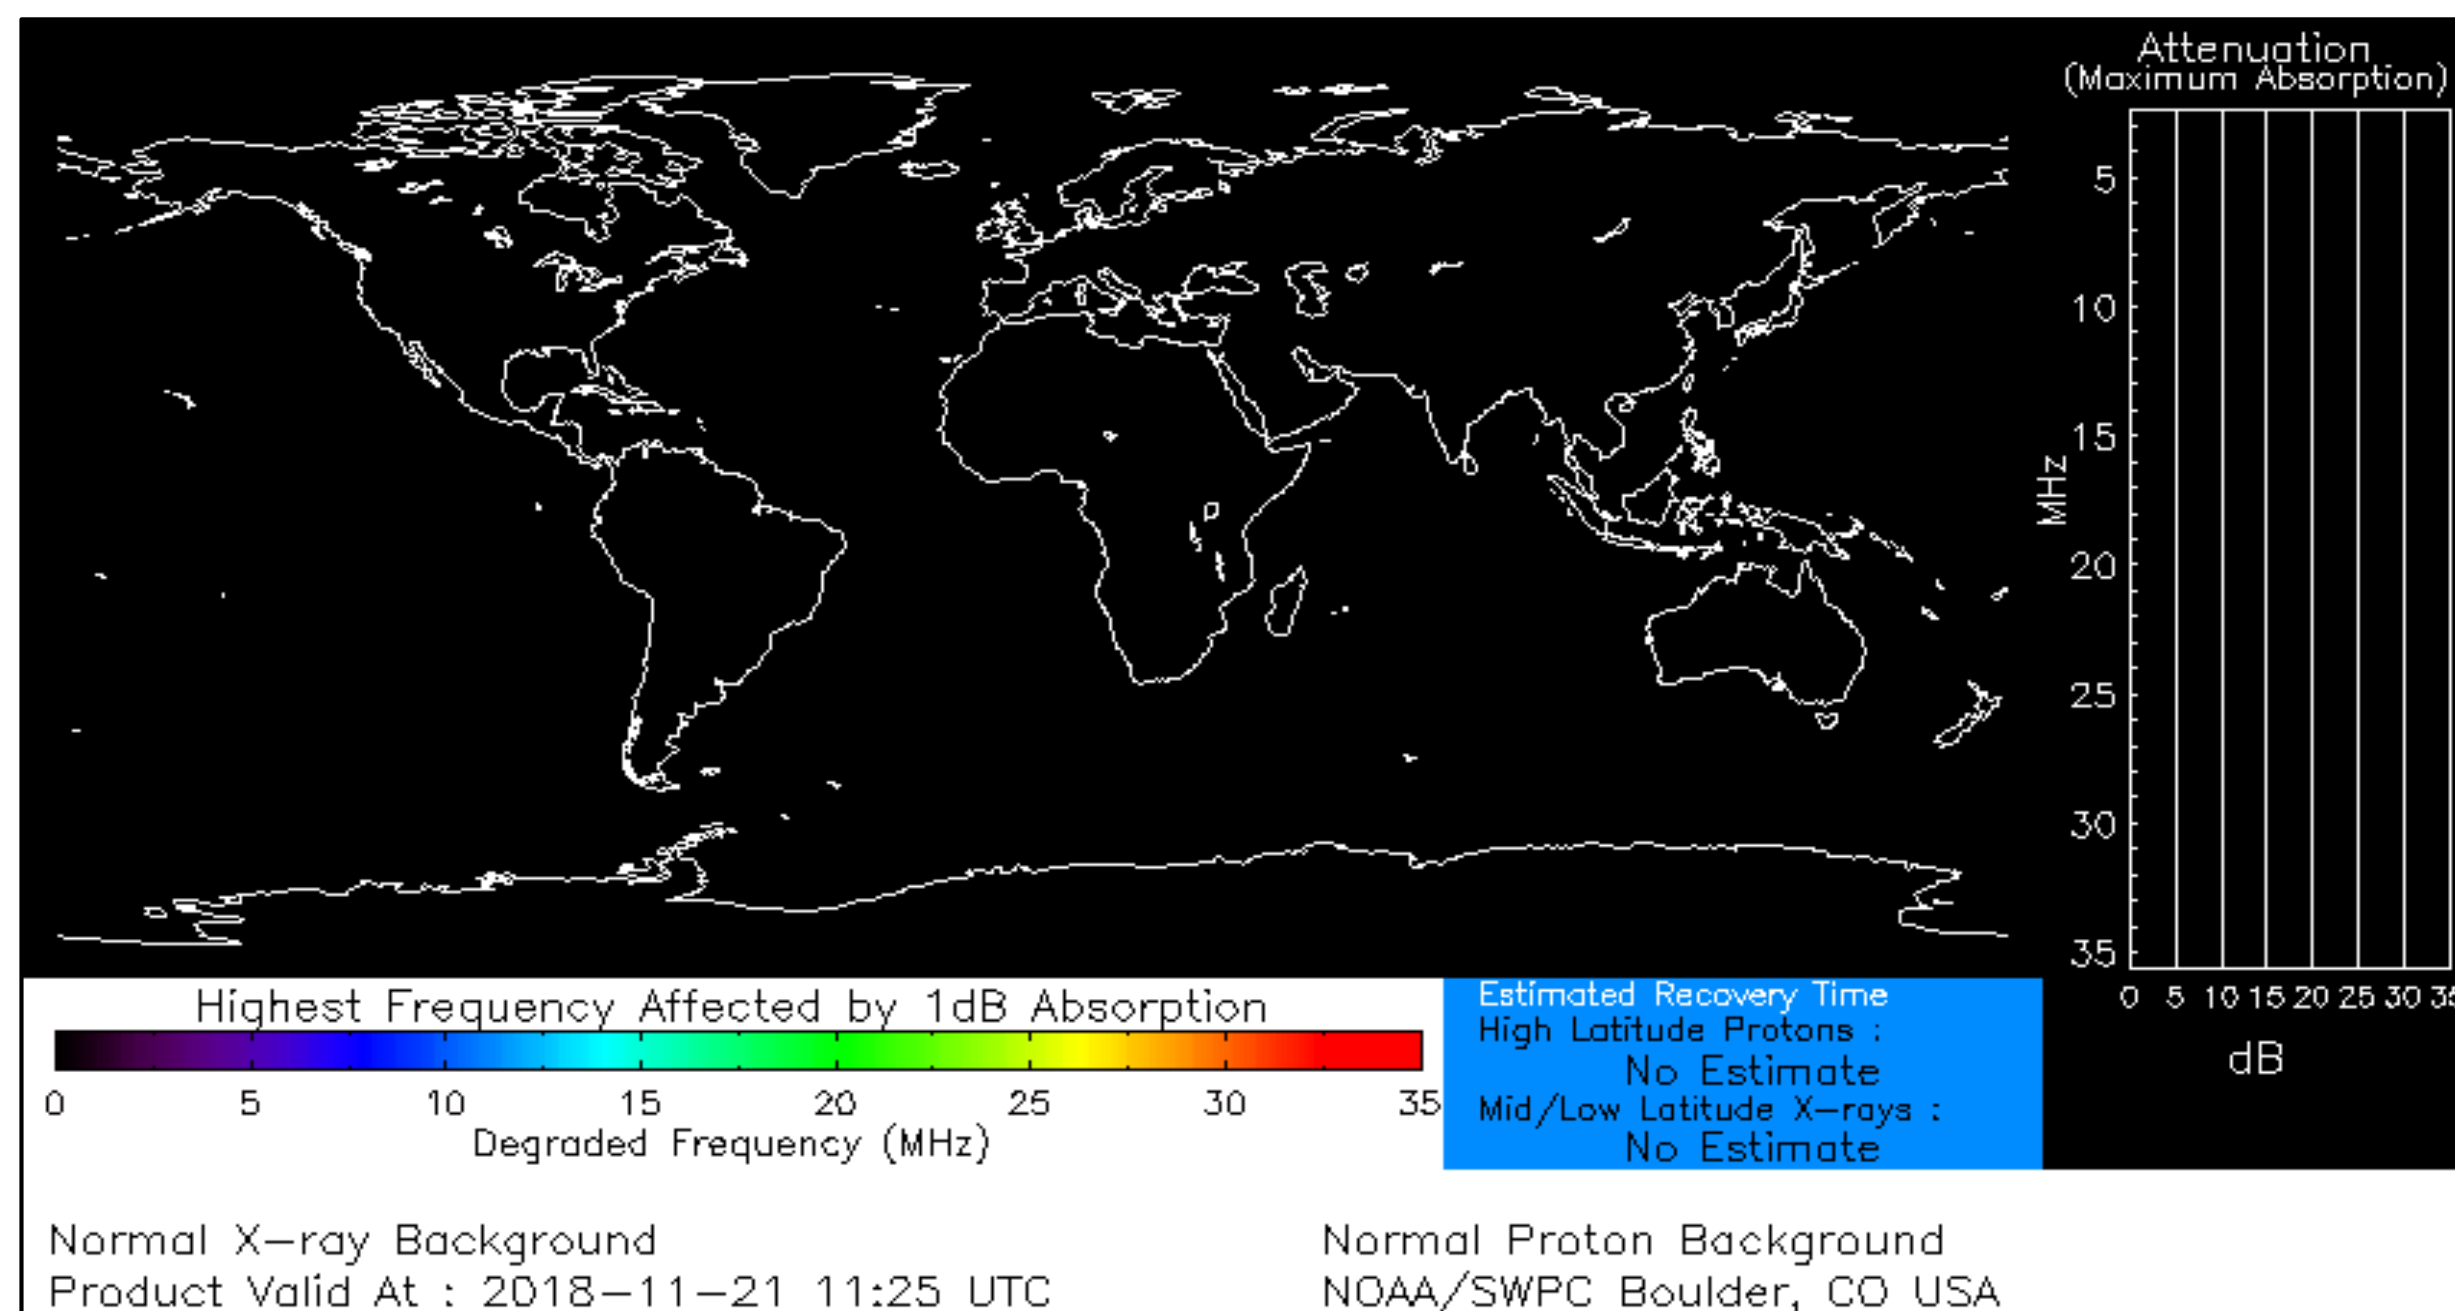 Attenuation
(Maximum Absorption)
5
10
15
20
25
30
35
MHz
0 5 10 15 20 25 30 35
dB
Highest Frequency Affected by 1dB Absorption
0 5 10 15 20 25 30 35
Degraded Frequency (MHz)
Estimated Recovery Time
High Latitude Protons :
No Estimate
Mid/Low Latitude X-rays :
No Estimate
Normal X-ray Background
Normal Proton Background
Product Valid At : 2018-11-21 11:25 UTC
NOAA/SWPC Boulder, CO USA